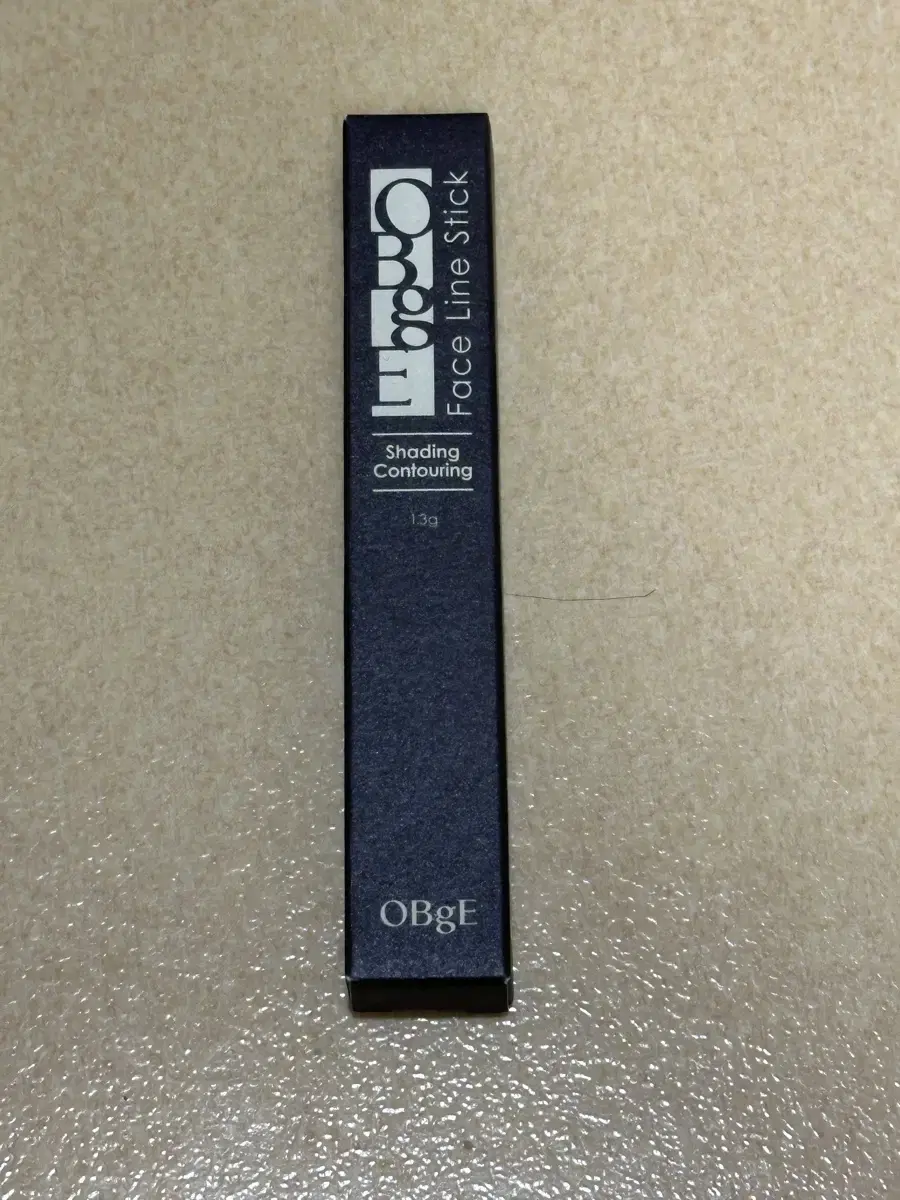 OBgE
Face Line Stick
Shading
Contouring
13g
OBgE